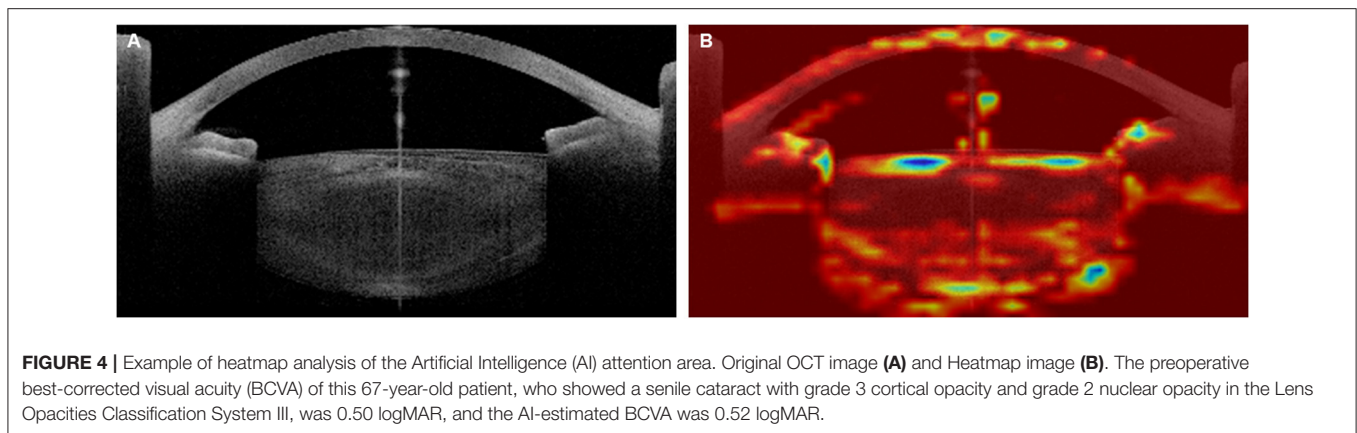 A
B
FIGURE 4 | Example of heatmap analysis of the Artificial Intelligence (AI) attention area. Original OCT image (A) and Heatmap image (B). The preoperative
best-corrected visual acuity (BCVA) of this 67-year-old patient, who showed a senile cataract with grade 3 cortical opacity and grade 2 nuclear opacity in the Lens
Opacities Classification System III, was 0.50 logMAR, and the AI-estimated BCVA was 0.52 logMAR.